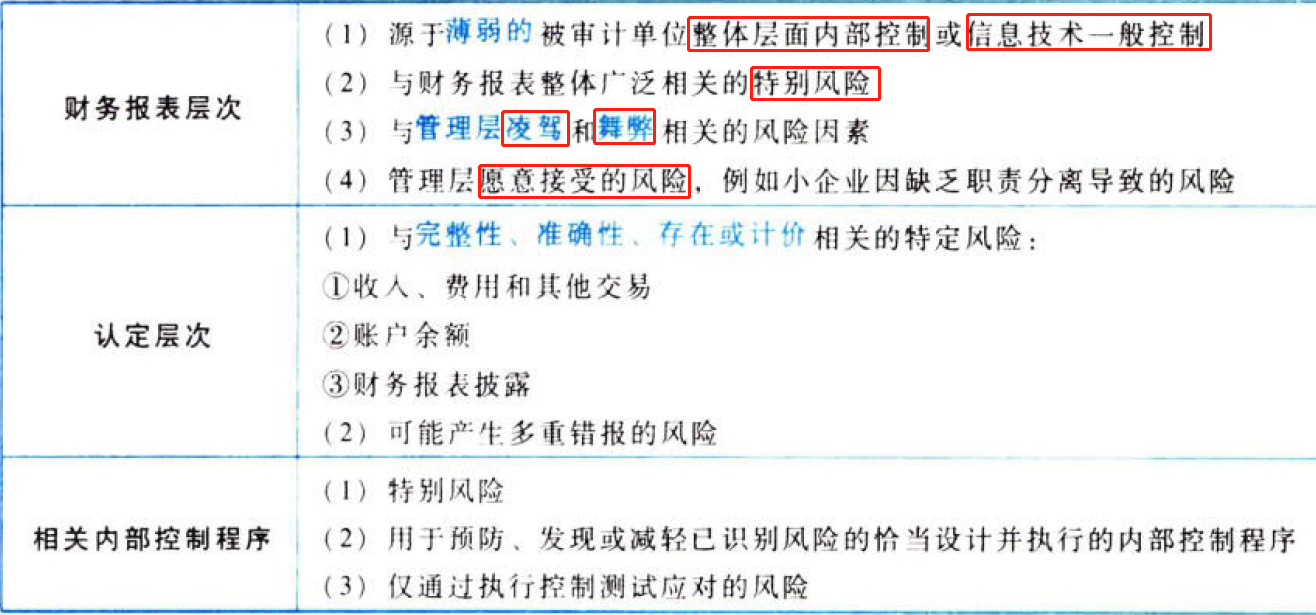 财务报表层次
(1) 源于薄弱的被审计单位整体层面内部控制或信息技术一般控制
(2) 与财务报表整体广泛相关的特别风险
(3) 与管理层凌驾和舞弊相关的风险因素
(4) 管理层愿意接受的风险，例如小企业因缺乏职责分离导致的风险
认定层次
(1) 与完整性、准确性、存在或计价相关的特定风险：
①收入、费用和其他交易
②账户余额
③财务报表披露
(2) 可能产生多重错报的风险
相关内部控制程序
(1) 特别风险
(2) 用于预防、发现或减轻已识别风险的恰当设计并执行的内部控制程序
(3) 仅通过执行控制测试应对的风险